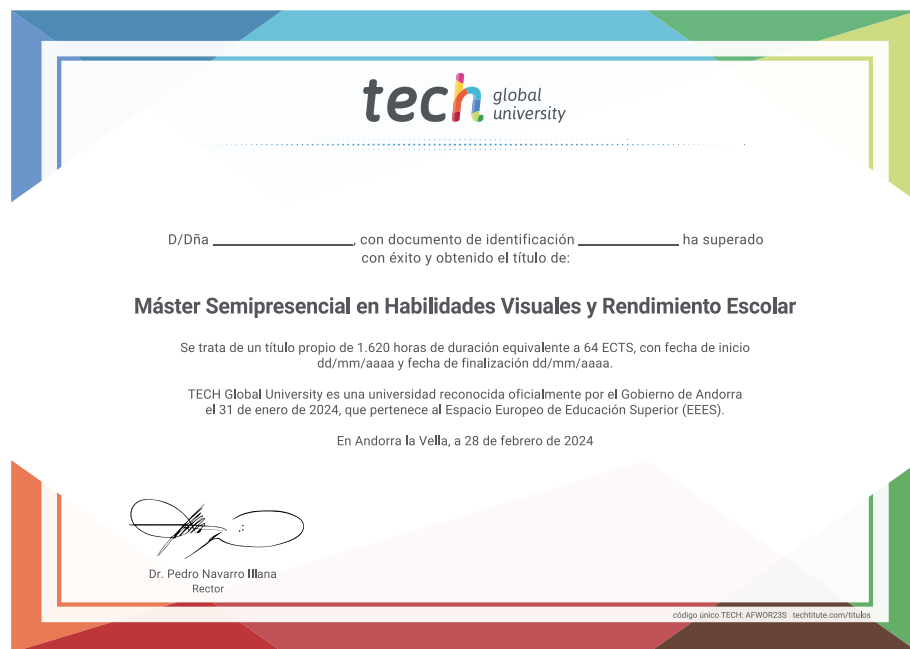 tech global university
D/Dña ________________, con documento de identificación ____________ ha superado
con éxito y obtenido el título de:
Máster Semipresencial en Habilidades Visuales y Rendimiento Escolar
Se trata de un título propio de 1.620 horas de duración equivalente a 64 ECTS, con fecha de inicio
dd/mm/aaaa y fecha de finalización dd/mm/aaaa.
TECH Global University es una universidad reconocida oficialmente por el Gobierno de Andorra
el 31 de enero de 2024, que pertenece al Espacio Europeo de Educación Superior (EEES).
En Andorra la Vella, a 28 de febrero de 2024
Dr. Pedro Navarro Illana
Rector
código único TECH: AFWOR23S techtitute.com/titulos